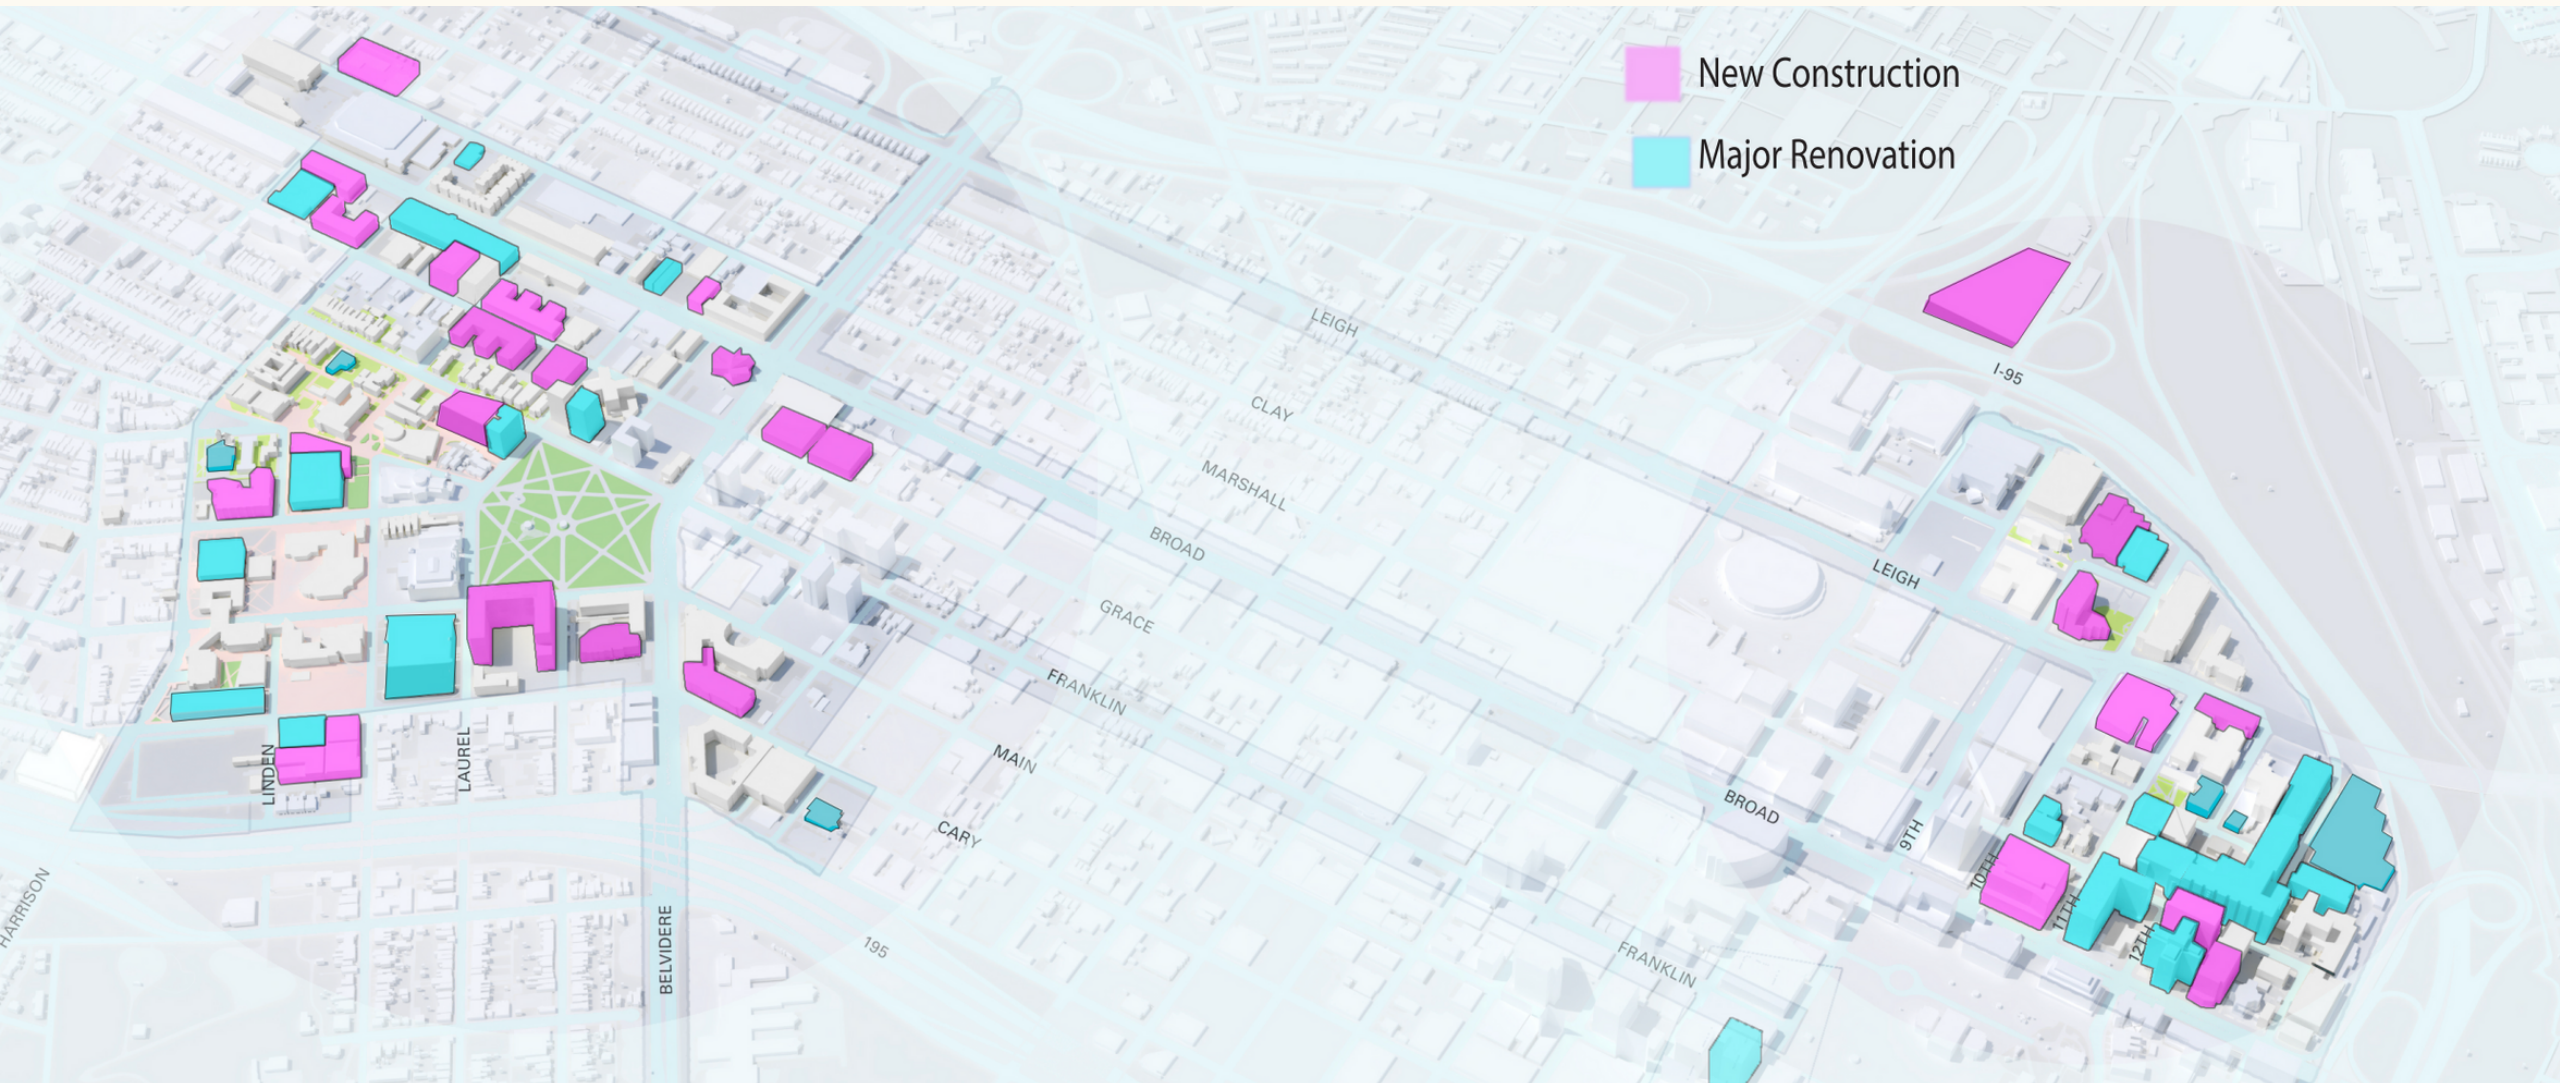 New Construction
Major Renovation
LEIGH
I-95
CLAY
MARSHALL
BROAD
LEIGH
GRACE
FRANKLIN
MAIN
LINDEN
LAUREL
BROAD
9TH
CARY
10TH
11TH
HARRISON
BELVIDERE
195
12TH
FRANKLIN